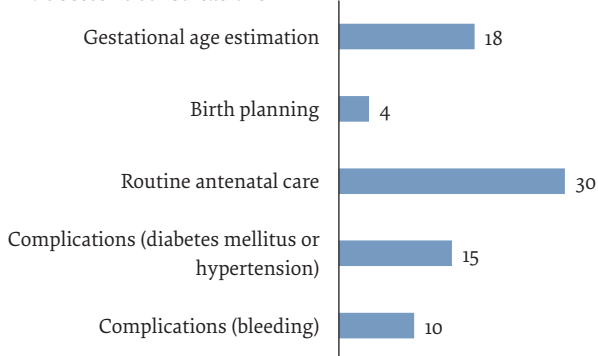 Gestational age estimation 18
Birth planning 4
Routine antenatal care 30
Complications (diabetes mellitus or
hypertension) 15
Complications (bleeding) 10